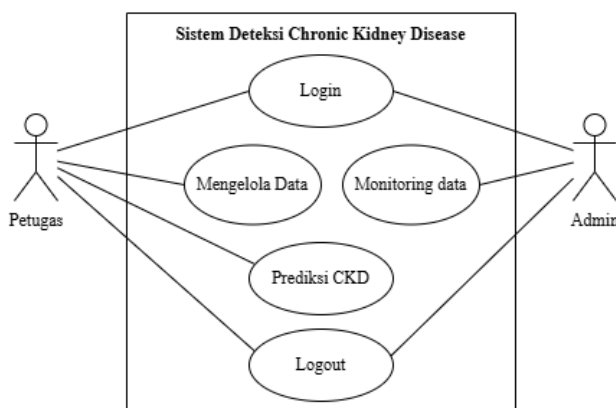 Sistem Deteksi Chronic Kidney Disease
Login
Mengelola Data
Monitoring data
Petugas
Admin
Prediksi CKD
Logout